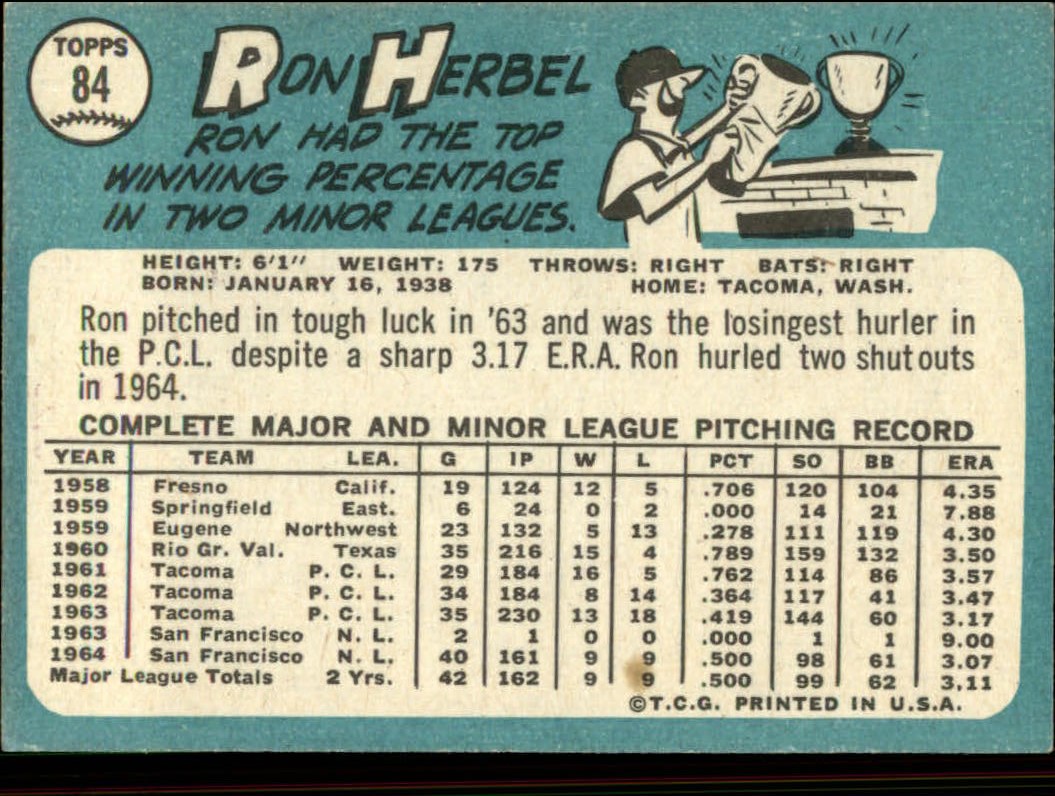 TOPPS
84
RON HERBEL
RON HAD THE TOP
WINNING PERCENTAGE
IN TWO MINOR LEAGUES.
HEIGHT: 6'1" WEIGHT: 175 THROWS: RIGHT BATS: RIGHT
BORN: JANUARY 16, 1938 HOME: TACOMA, WASH.
Ron pitched in tough luck in '63 and was the losingest hurler in
the P.C.L. despite a sharp 3.17 E.R.A. Ron hurled two shutouts
in 1964.
COMPLETE MAJOR AND MINOR LEAGUE PITCHING RECORD
YEAR TEAM LEA. G IP W L PCT SO BB ERA
1958 Fresno Calif. 19 124 12 5 .706 120 104 4.35
1959 Springfield East. 6 24 0 2 .000 14 21 7.88
1959 Eugene Northwest 23 132 5 13 .278 111 119 4.30
1960 Rio Gr. Val. Texas 35 216 15 4 .789 159 132 3.50
1961 Tacoma P. C. L. 29 184 16 5 .762 114 86 3.57
1962 Tacoma P. C. L. 34 184 8 14 .364 117 41 3.47
1963 Tacoma P. C. L. 35 230 13 18 .419 144 60 3.17
1963 San Francisco N. L. 2 1 0 0 .000 1 1 9.00
1964 San Francisco N. L. 40 161 9 9 .500 98 61 3.07
Major League Totals 2 Yrs. 42 162 9 9 .500 99 62 3.11
©T.C.G. PRINTED IN U.S.A.